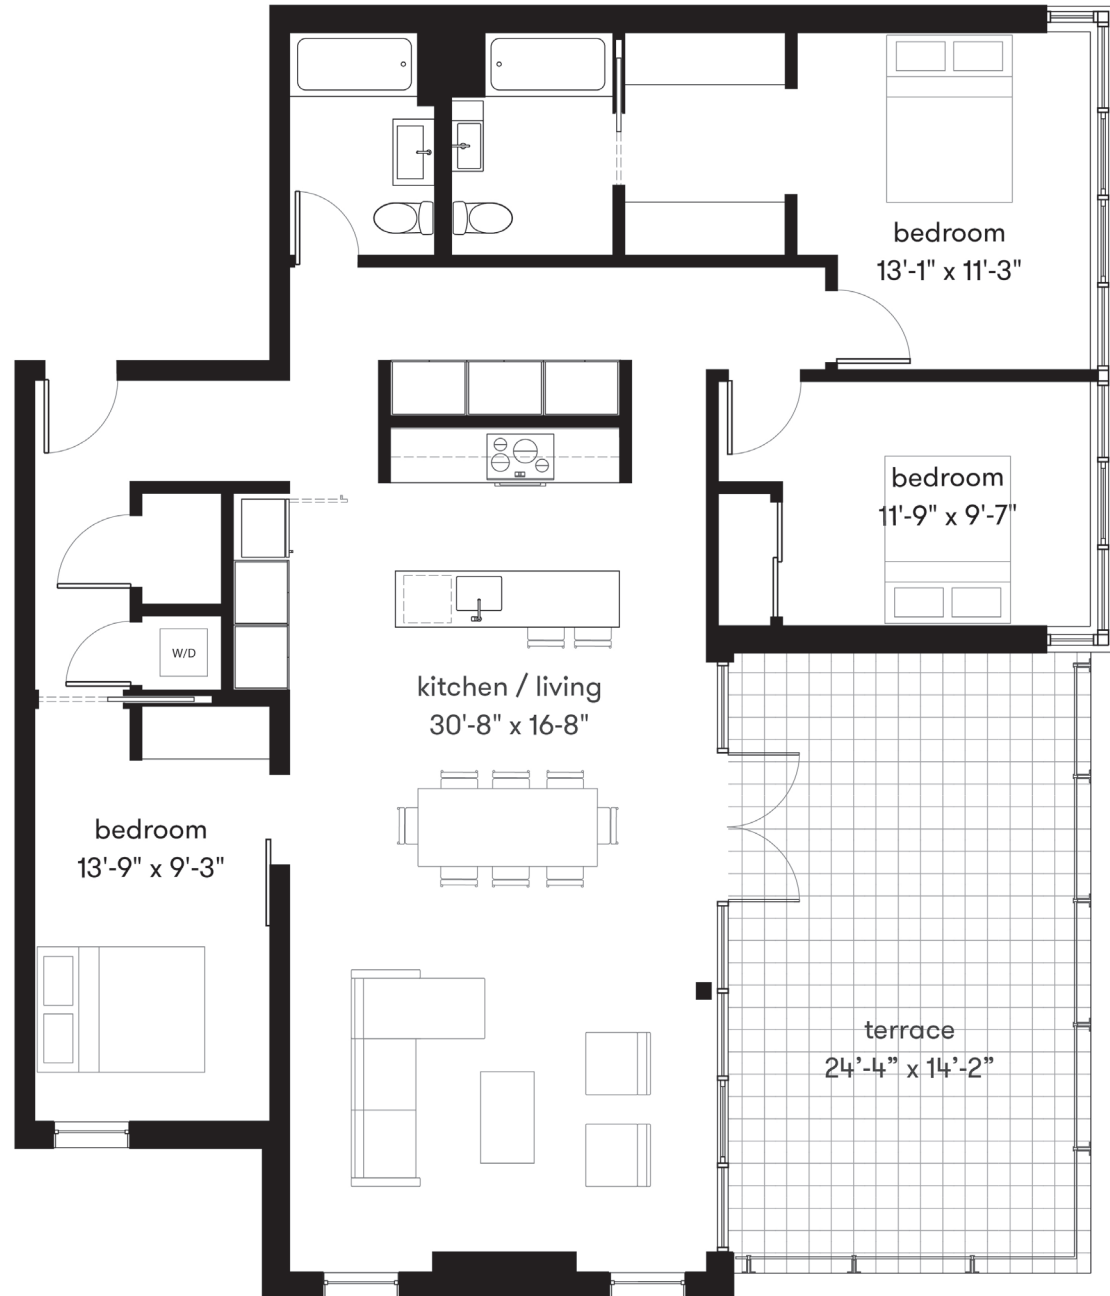 bedroom
13'-1" x 11'-3"
bedroom
11'-9" x 9'-7"
W/D
kitchen / living
30'-8" x 16-8"
bedroom
13'-9" x 9'-3"
terrace
24’-4” x 14’-2”